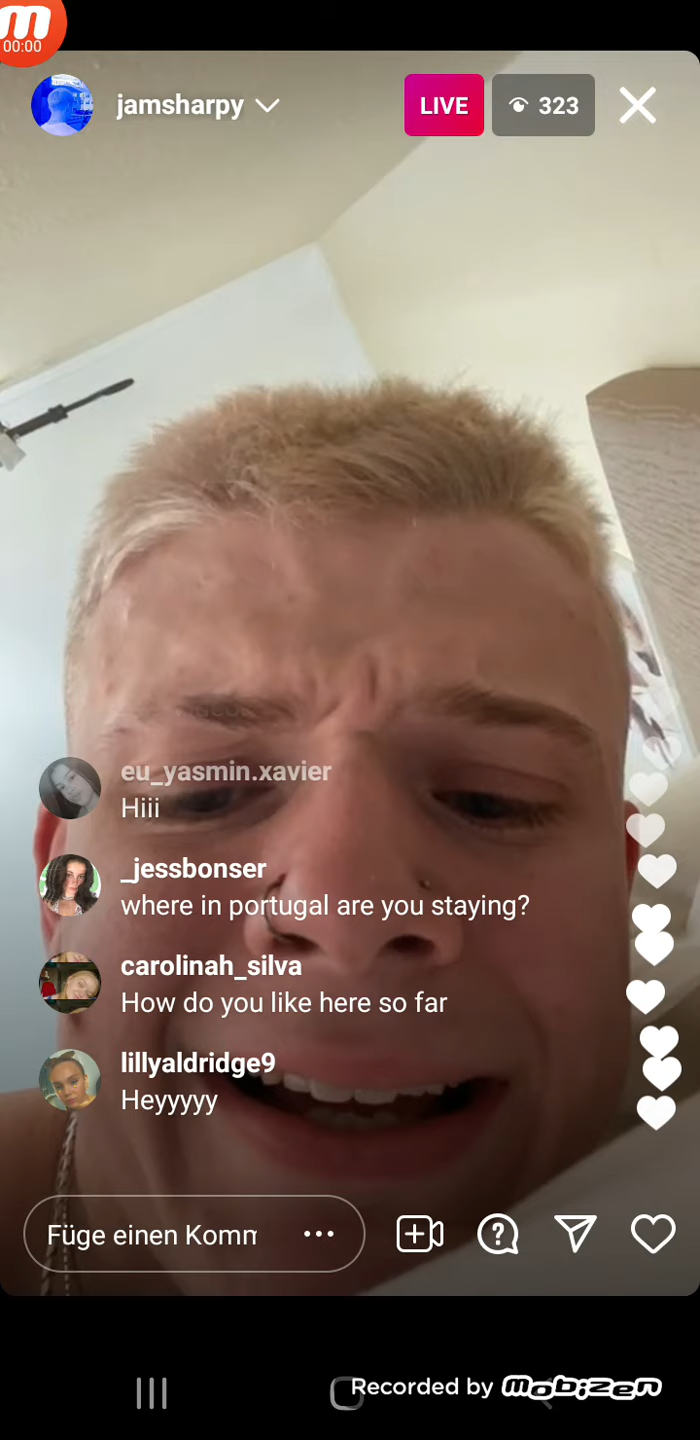 00:00
jamsharpy
LIVE
323
eu_yasmin.xavier
Hiii
_jessbonser
where in portugal are you staying?
carolinah_silva
How do you like here so far
lillyaldridge9
Heyyyyy
Füge einen Komm
Recorded by mobizen